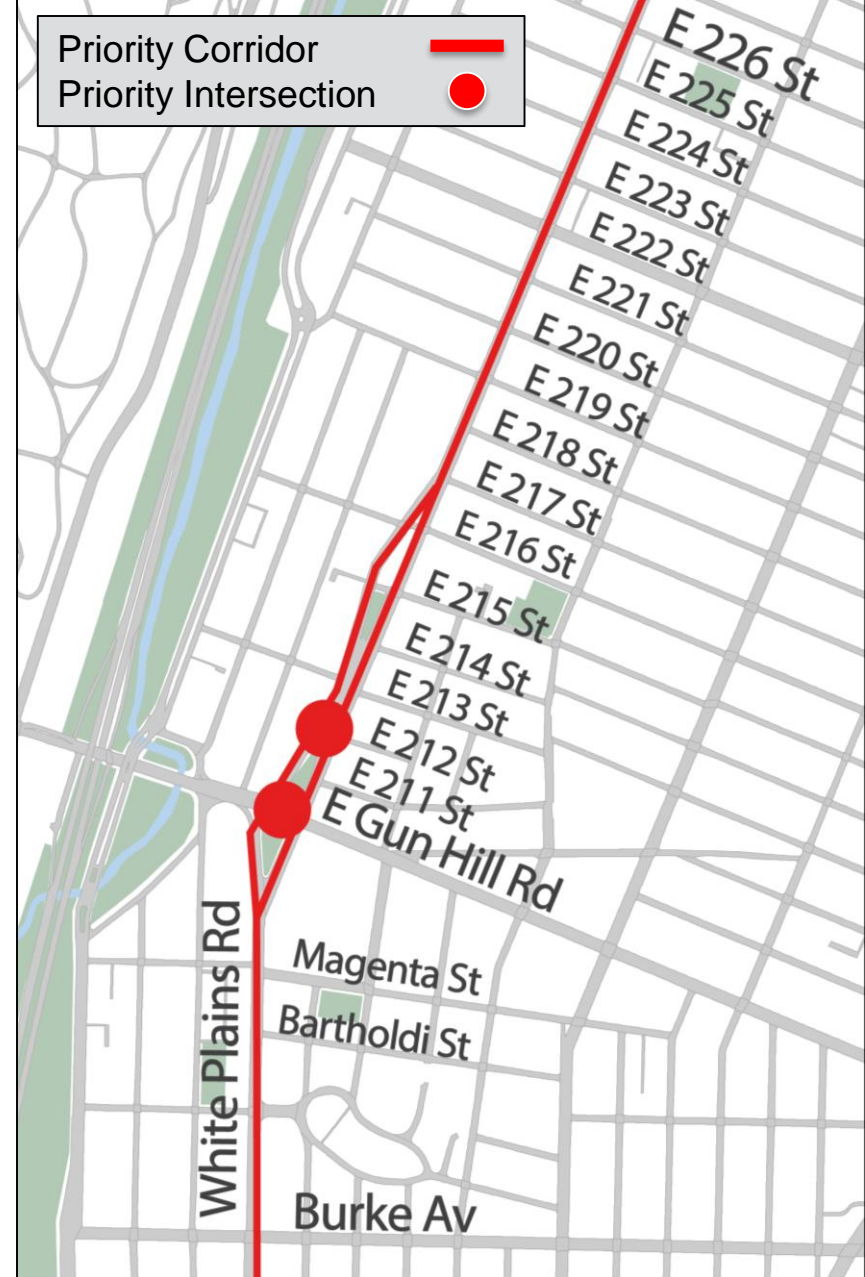 Priority Corridor
Priority Intersection
E 226 St
E 225 St
E 224 St
E 223 St
E 222 St
E 221 St
E 220 St
E 219 St
E 218 St
E 217 St
E 216 St
E 215 St
E 214 St
E 213 St
E 212 St
E 211 St
E Gun Hill Rd
White Plains Rd
Magenta St
Bartholdi St
Burke Av